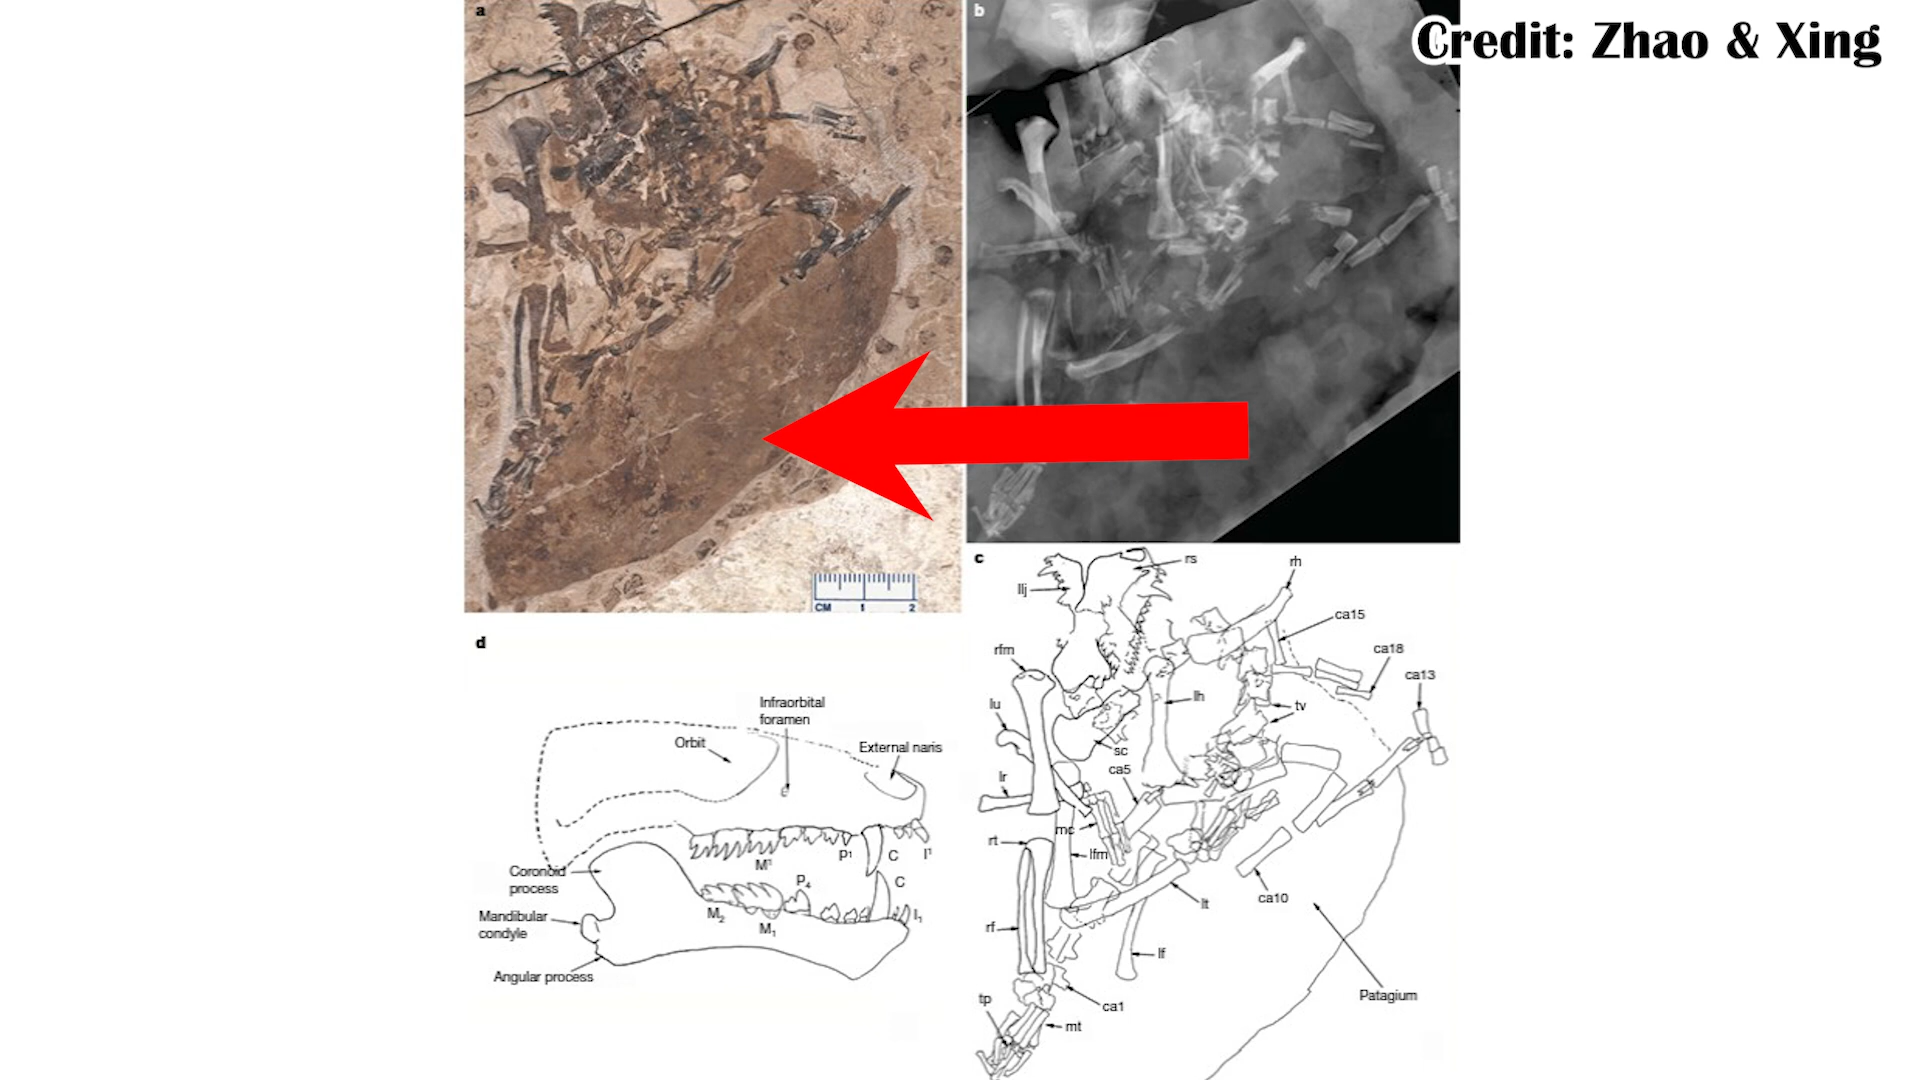 a
b
Credit: Zhao & Xing
CM 1 2
c
rs
rh
llj
ca15
rfm
ca18
ca13
lu
lh
tv
sc
lr
ca5
mc
rt
lfm
lt
ca10
rf
lf
tp
ca1
Patagium
mt
d
Infraorbital
foramen
Orbit
External naris
M¹
P¹
C
I¹
Coronoid
process
P₄
C
Mandibular
condyle
M₂
M₁
I₁
Angular process